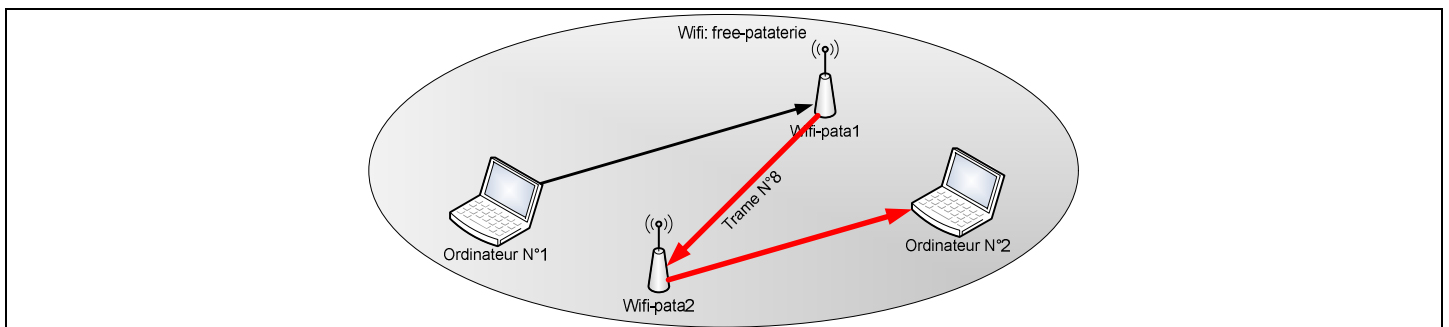 Wifi: free-pataterie
Wifi-pata1
Trame N°8
Ordinateur N°1
Ordinateur N°2
Wifi-pata2